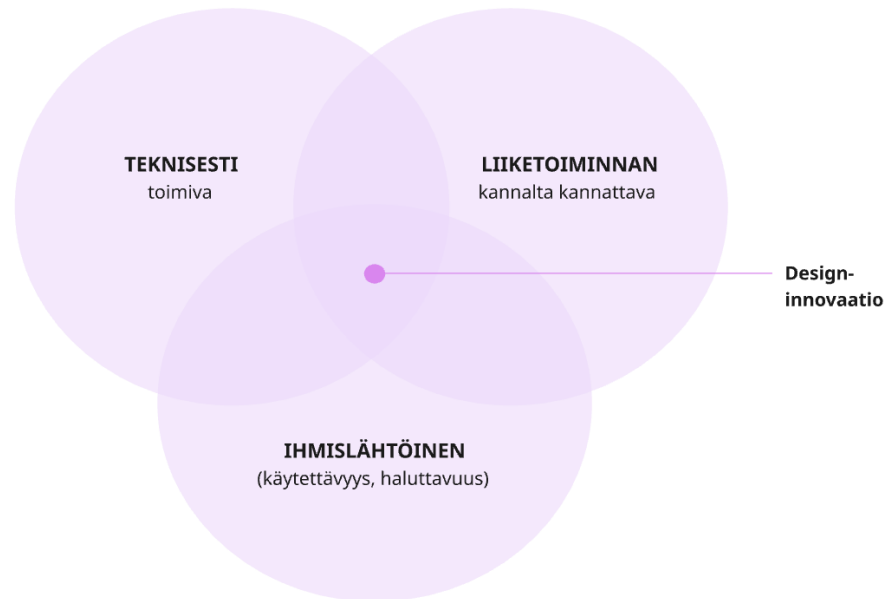 TEKNISESTI
toimiva
LIIKETOIMINNAN
kannalta kannattava
Design-
innovaatio
IHMISLÄHTÖINEN
(käytettävyys, haluttavuus)